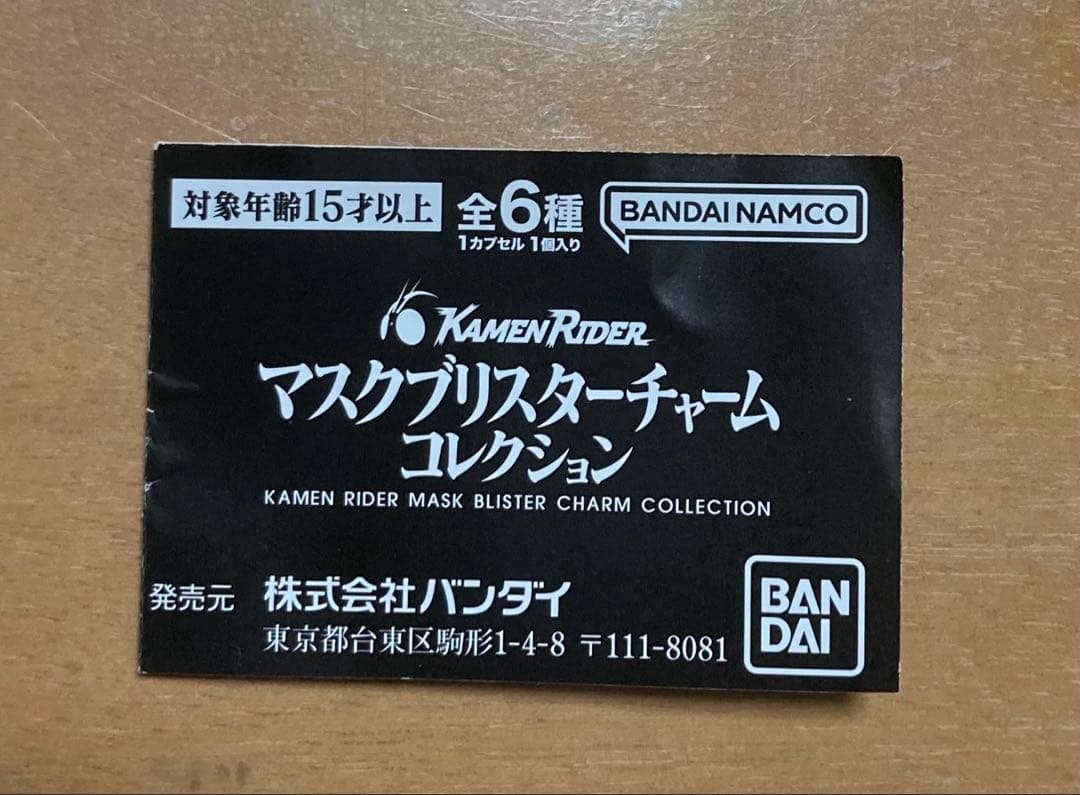 対象年齢15才以上
全6種
1カプセル 1個入り
BANDAI NAMCO
KAMEN RIDER
マスクブリスターチャーム
コレクション
KAMEN RIDER MASK BLISTER CHARM COLLECTION
発売元 株式会社バンダイ
東京都台東区駒形1-4-8 〒111-8081
BAN
DAI